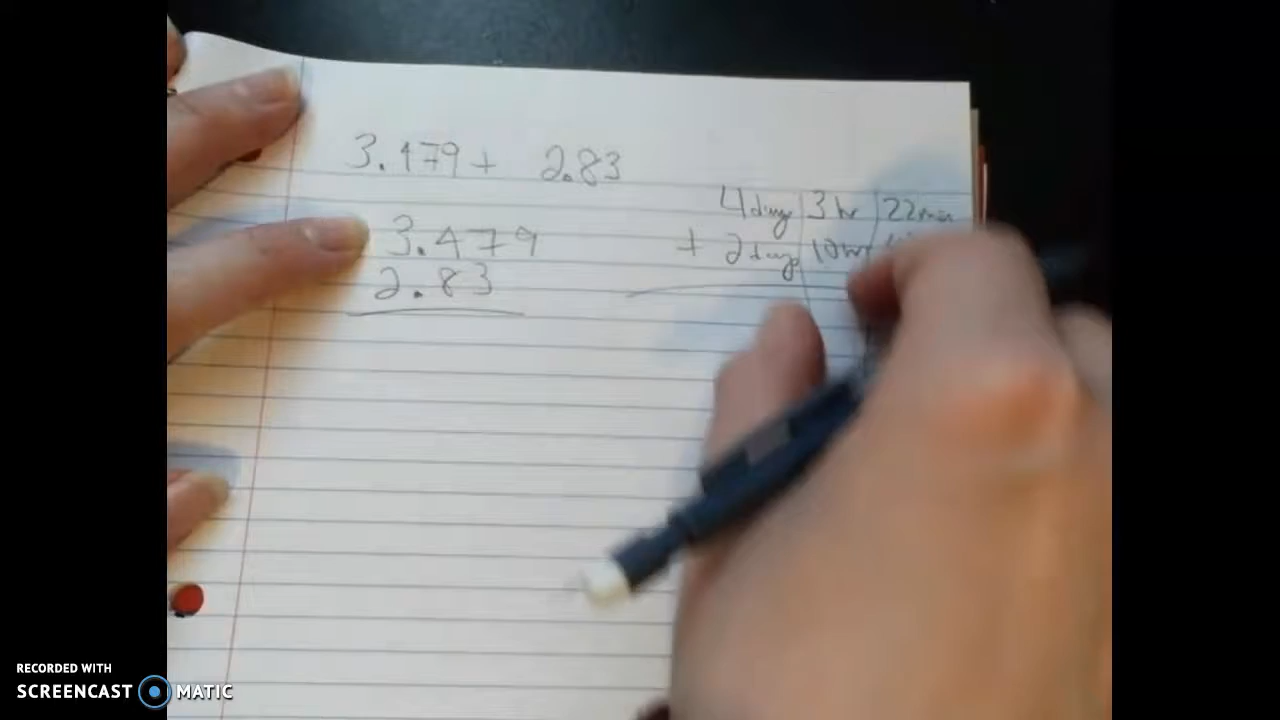 3.479 + 2.83
3.479
2.83
4 days 3 hr 22 min
+ 2 days 10 hr
RECORDED WITH
SCREENCAST MATIC